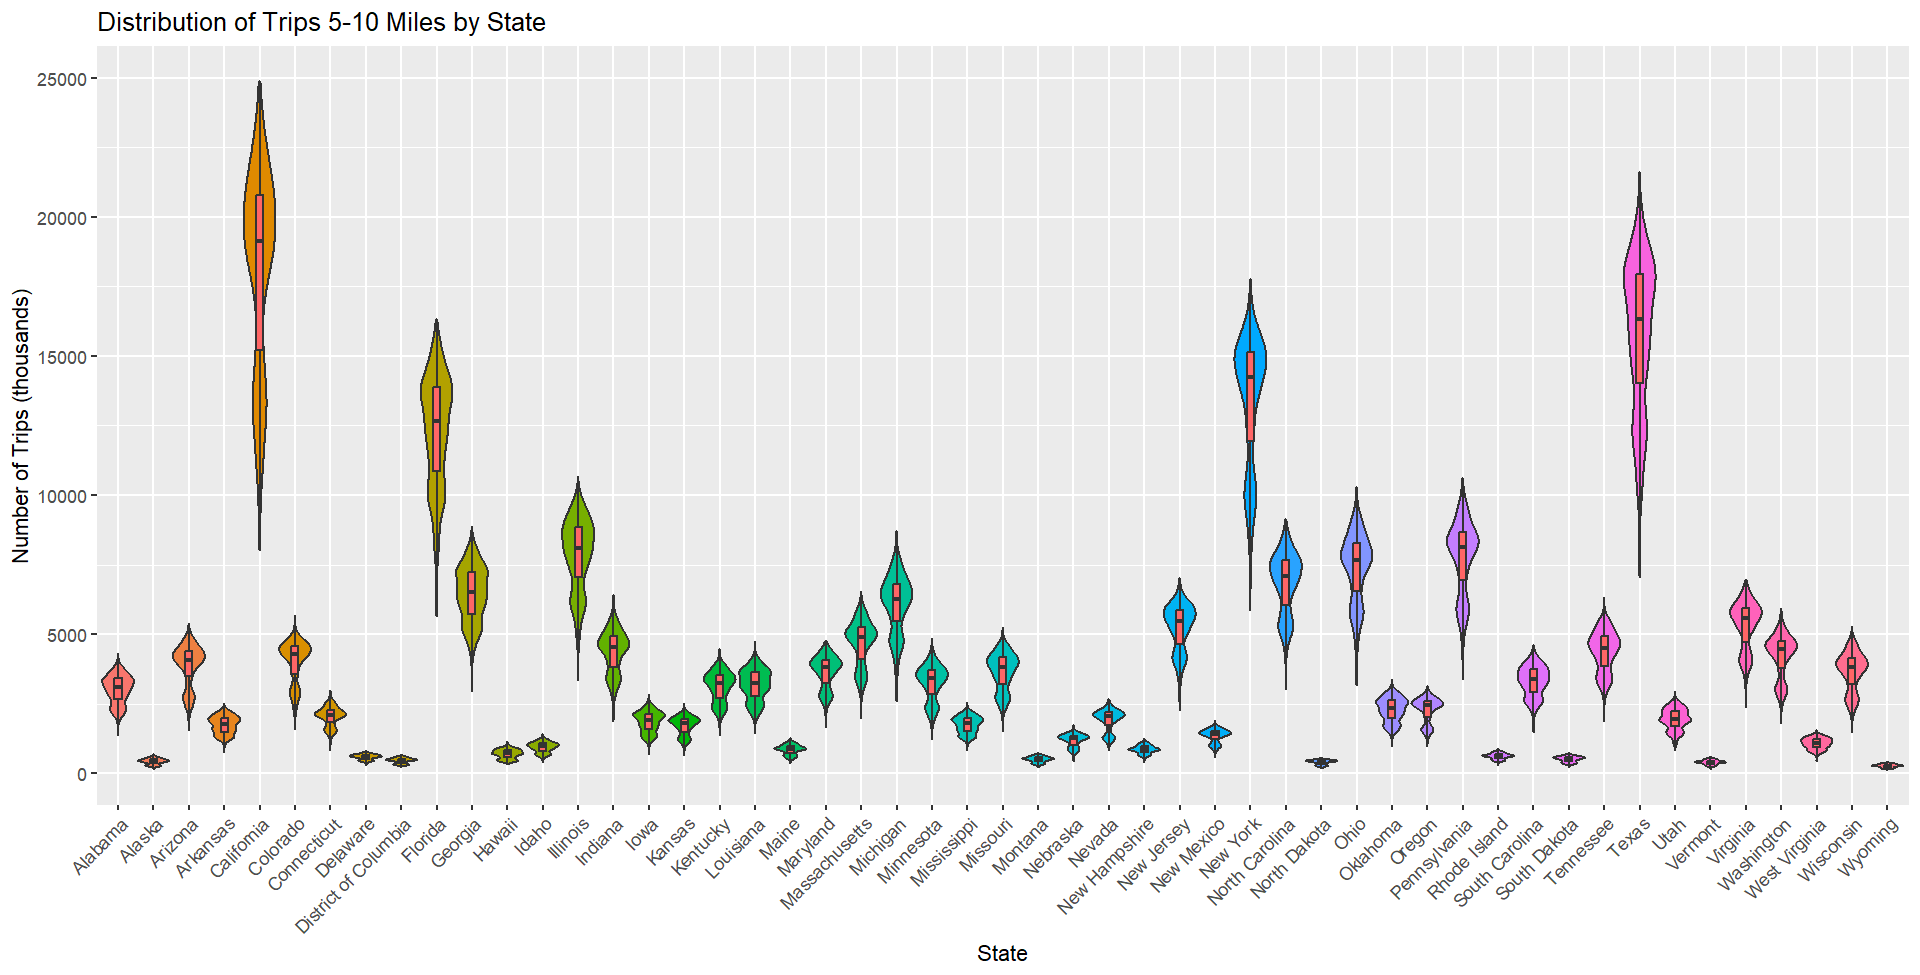 Distribution of Trips 5-10 Miles by State
Number of Trips (thousands)
25000
20000
15000
10000
5000
0
Alabama
Alaska
Arizona
Arkansas
California
Colorado
Connecticut
Delaware
District of Columbia
Florida
Georgia
Hawaii
Idaho
Illinois
Indiana
Iowa
Kansas
Kentucky
Louisiana
Maine
Maryland
Massachusetts
Michigan
Minnesota
Mississippi
Missouri
Montana
Nebraska
Nevada
New Hampshire
New Jersey
New Mexico
New York
North Carolina
North Dakota
Ohio
Oklahoma
Oregon
Pennsylvania
Rhode Island
South Carolina
South Dakota
Tennessee
Texas
Utah
Vermont
Virginia
Washington
West Virginia
Wisconsin
Wyoming
State